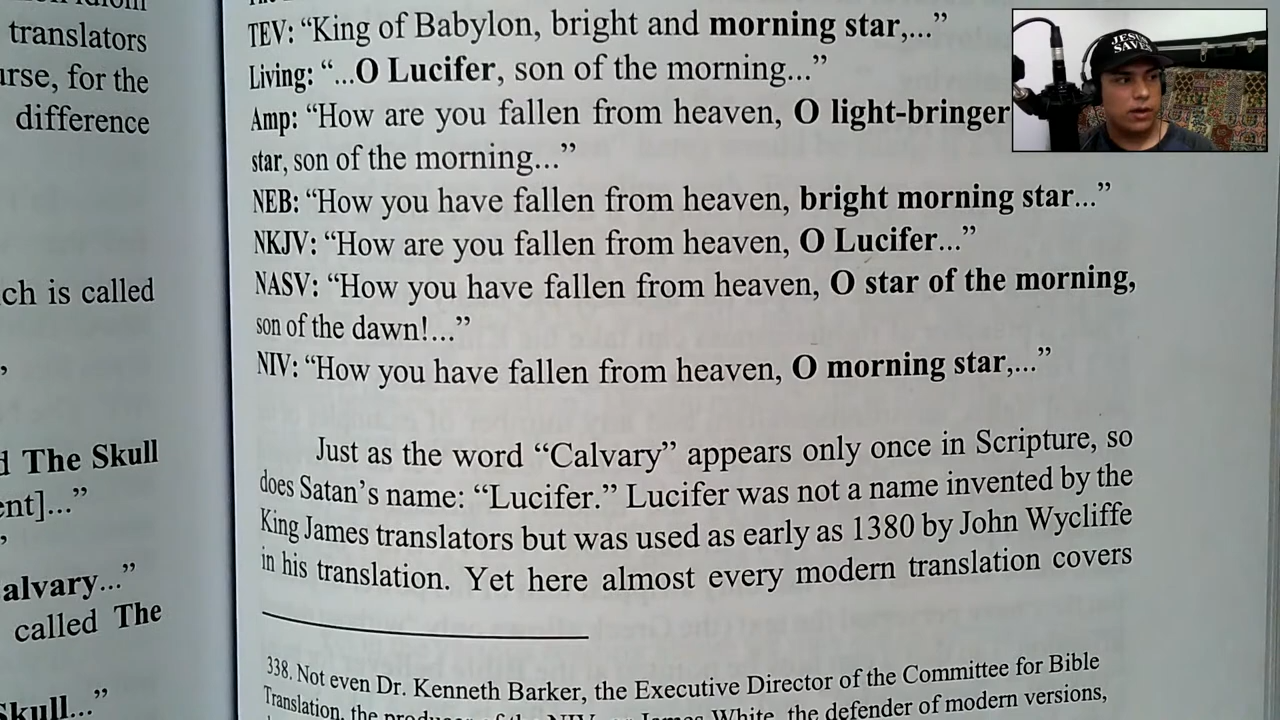 translators
urse, for the
difference
ch is called
d The Skull
ent]...”
alvary...”
called The
Skull...”
TEV: “King of Babylon, bright and morning star,...”
Living: “...O Lucifer, son of the morning...”
Amp: “How are you fallen from heaven, O light-bringer
star, son of the morning...”
NEB: “How you have fallen from heaven, bright morning star...”
NKJV: “How are you fallen from heaven, O Lucifer...”
NASV: “How you have fallen from heaven, O star of the morning,
son of the dawn!...”
NIV: “How you have fallen from heaven, O morning star,...”
Just as the word “Calvary” appears only once in Scripture, so
does Satan’s name: “Lucifer.” Lucifer was not a name invented by the
King James translators but was used as early as 1380 by John Wycliffe
in his translation. Yet here almost every modern translation covers
338. Not even Dr. Kenneth Barker, the Executive Director of the Committee for Bible
Translation, the NIV, James White, the defender of modern versions,
JESUS
SAVES